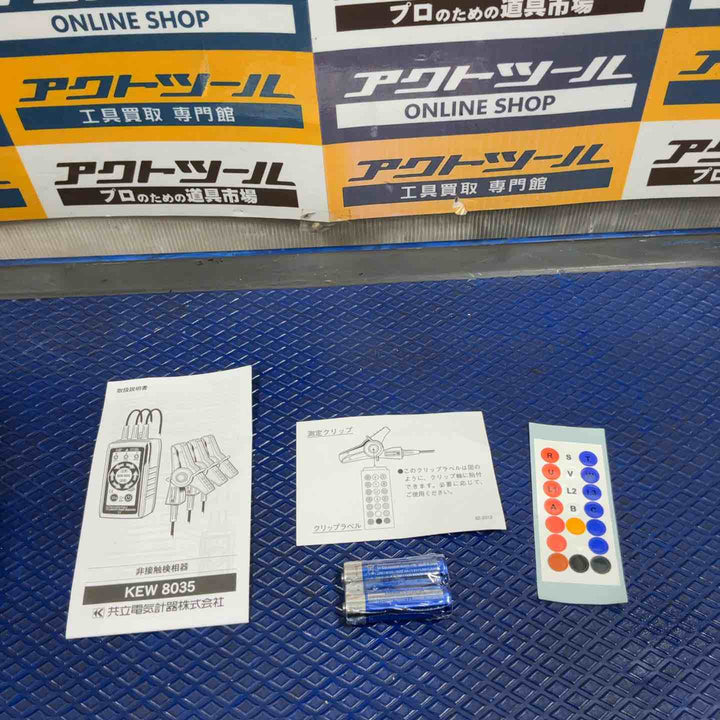 ONLINE SHOP
プロのための道具市場
アクトツール
工具買取 専門館
アクトツール
ONLINE SHOP
アクトツール
プロのための道具市場
アクトツール
工具買取 専門館
取扱説明書
非接触検相器
KEW 8035
共立電気計器株式会社
測定クリップ
●このクリップラベルは図の
ように、クリップ軸に貼付
できます。必要に応じて、
ご使用ください。
クリップラベル
R S T
U V
L1 L2 L3
A B C